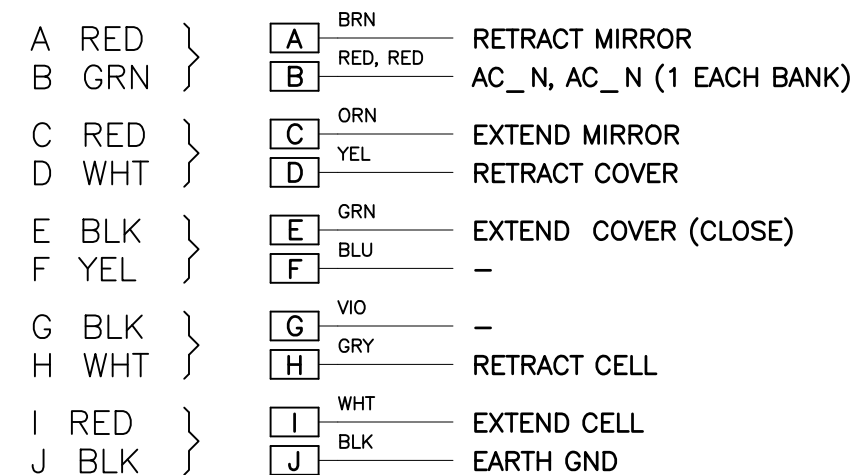 A RED } A BRN RETRACT MIRROR
B GRN B RED, RED AC_N, AC_N (1 EACH BANK)
C RED } C ORN EXTEND MIRROR
D WHT D YEL RETRACT COVER
E BLK } E GRN EXTEND COVER (CLOSE)
F YEL F BLU –
G BLK } G VIO –
H WHT H GRY RETRACT CELL
I RED } I WHT EXTEND CELL
J BLK J BLK EARTH GND